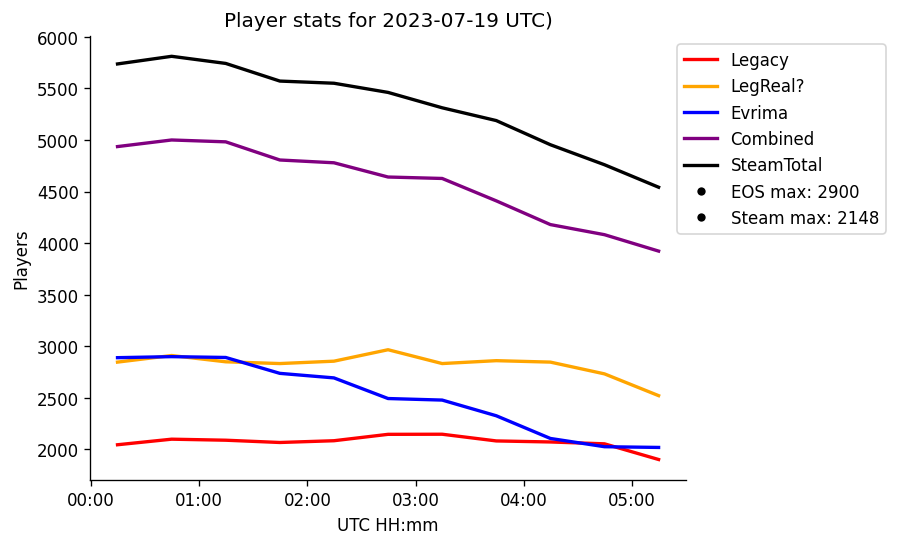 Player stats for 2023-07-19 UTC)
6000
5500
5000
4500
4000
3500
3000
2500
2000
Players
00:00 01:00 02:00 03:00 04:00 05:00
UTC HH:mm
Legacy
LegReal?
Evrima
Combined
SteamTotal
EOS max: 2900
Steam max: 2148